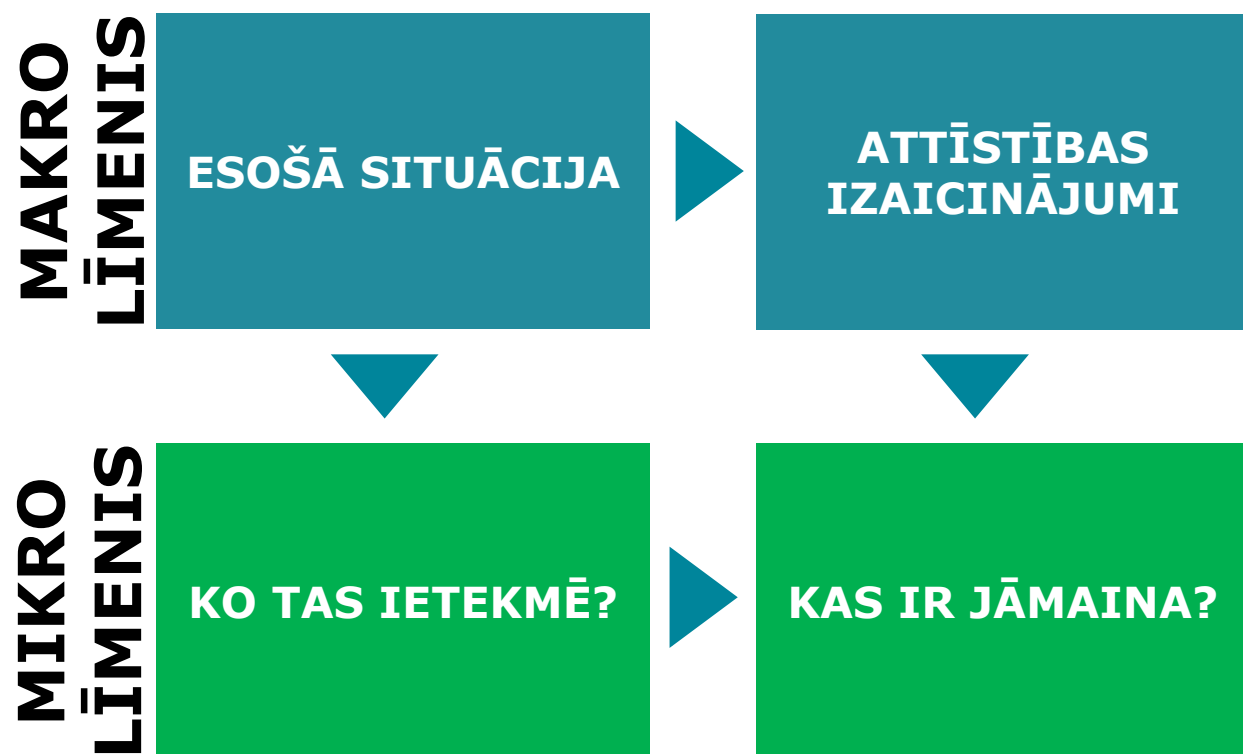 MAKRO
LĪMENIS
ESOŠĀ SITUĀCIJA
ATTĪSTĪBAS
IZAICINĀJUMI
MIKRO
LĪMENIS
KO TAS IETEKMĒ?
KAS IR JĀMAINA?